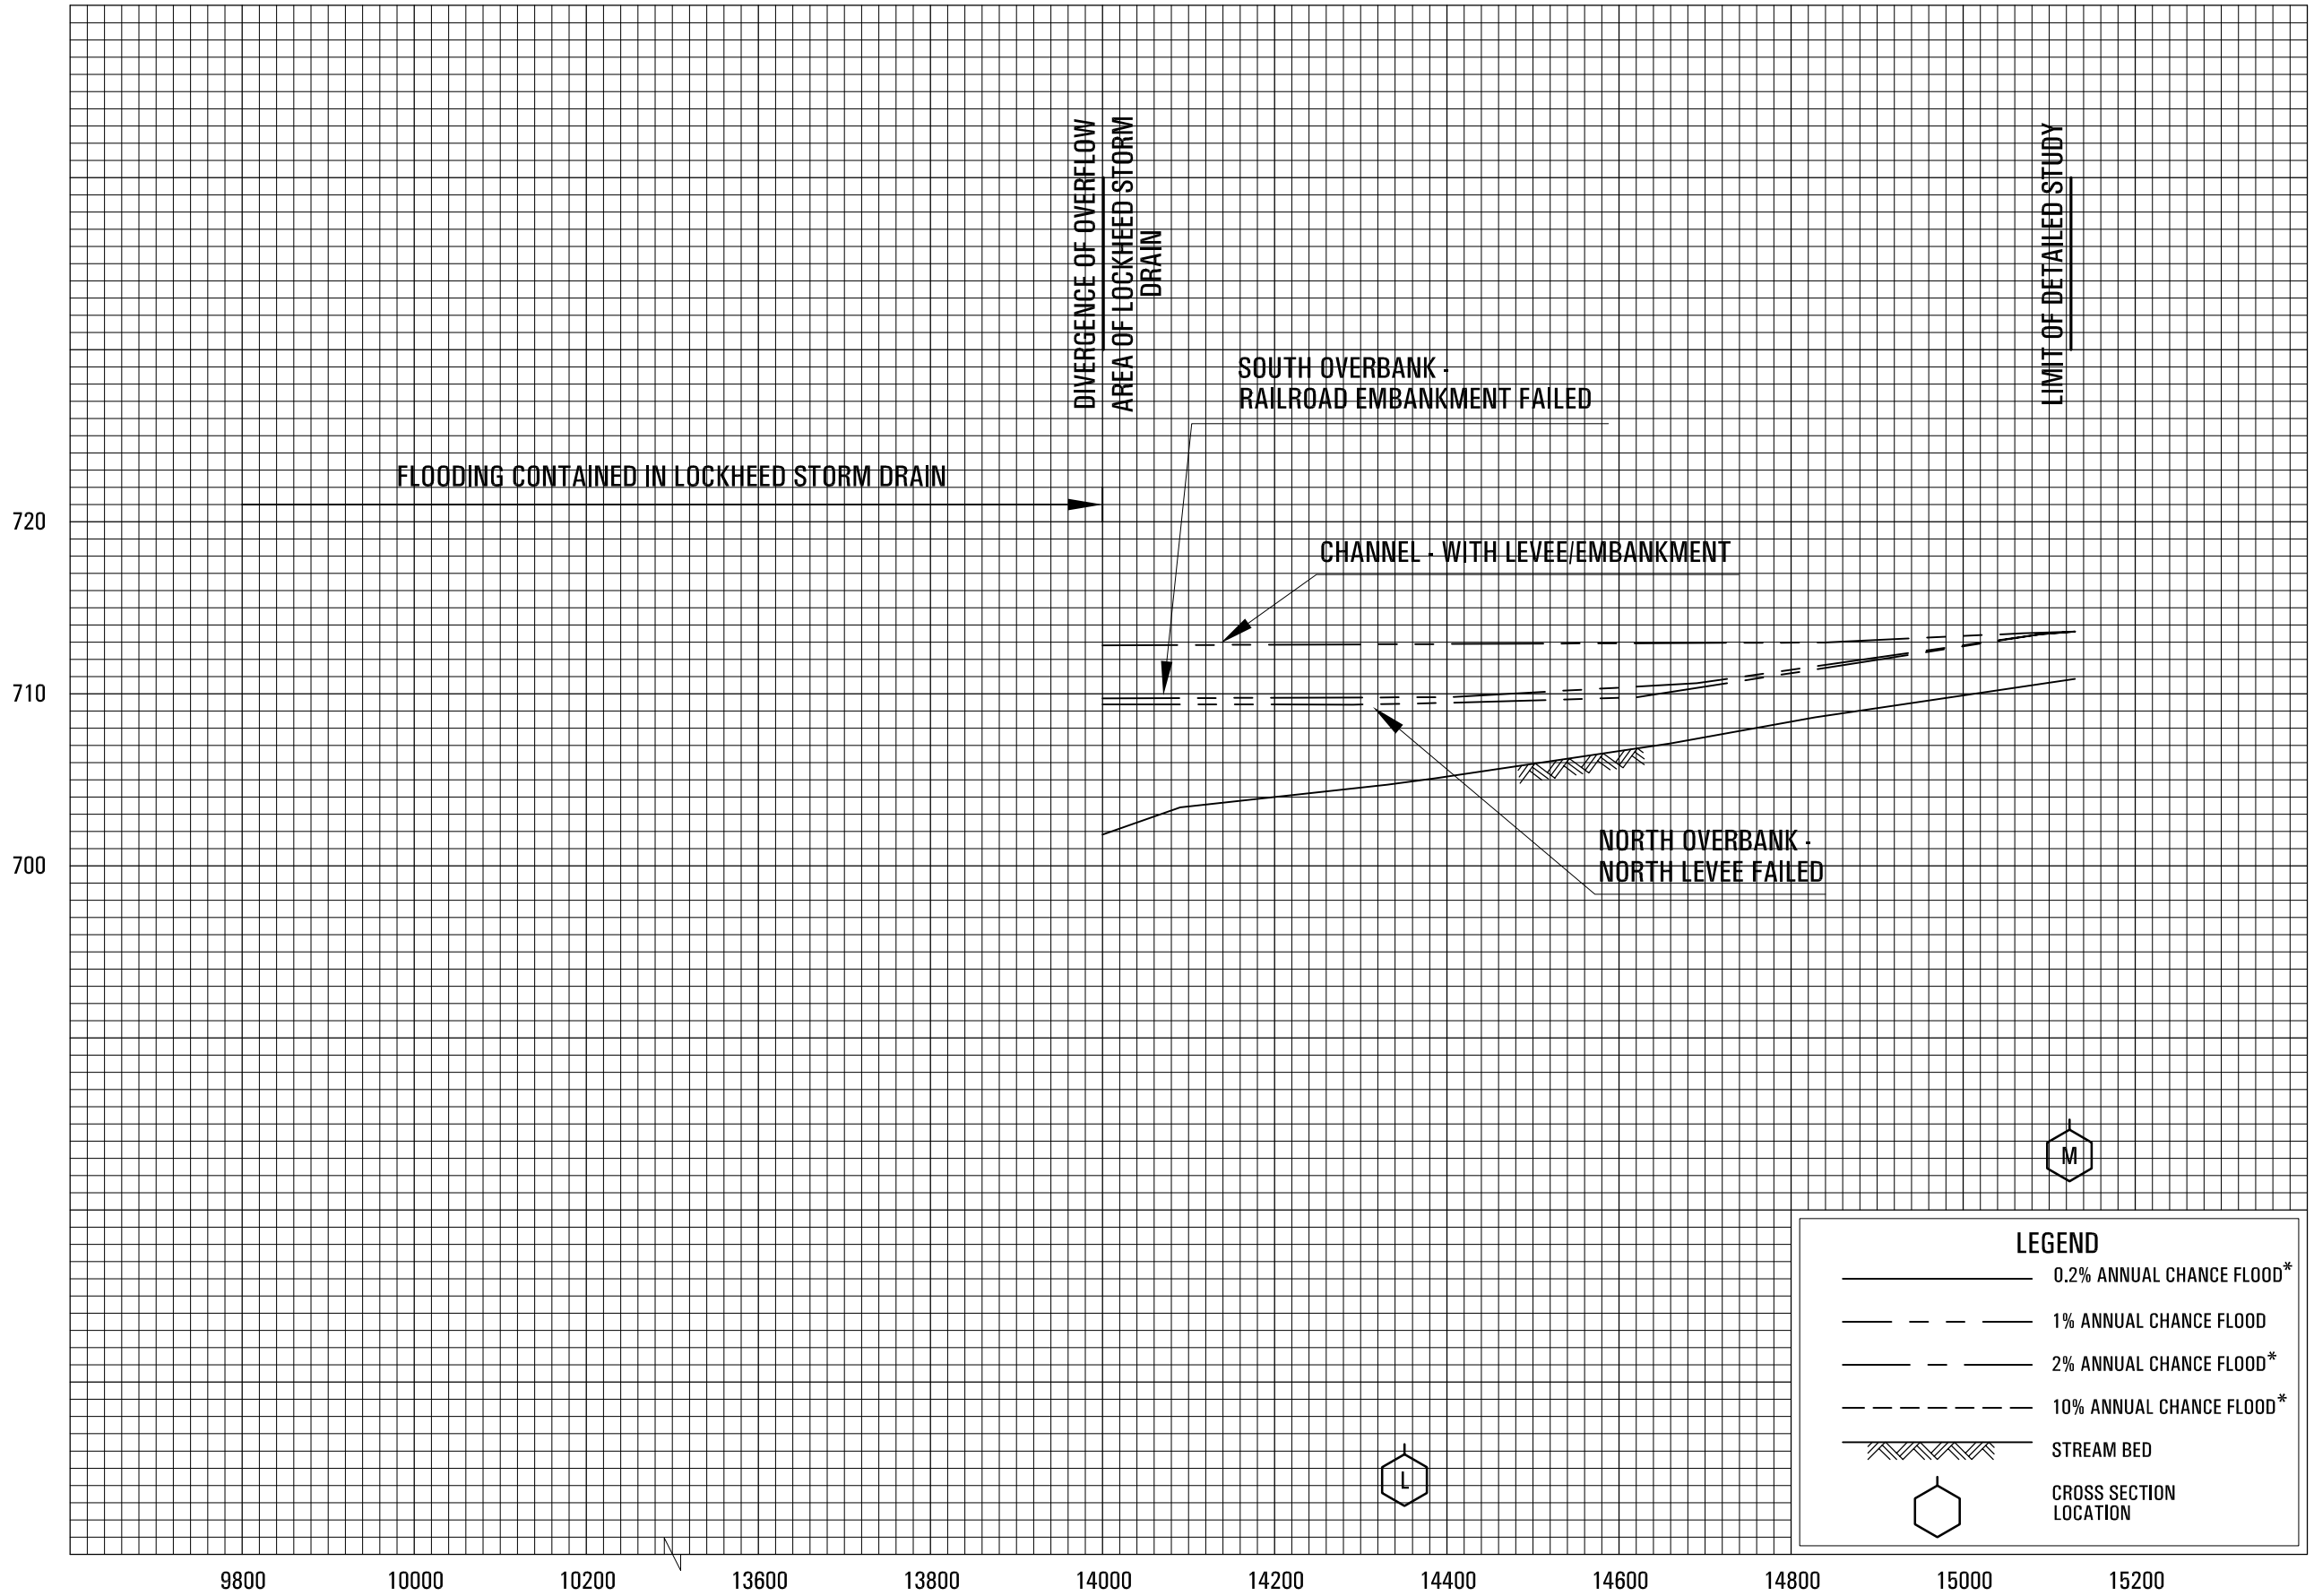 DIVERGENCE OF OVERFLOW
AREA OF LOCKHEED STORM
DRAIN
LIMIT OF DETAILED STUDY
SOUTH OVERBANK -
RAILROAD EMBANKMENT FAILED
FLOODING CONTAINED IN LOCKHEED STORM DRAIN
720
CHANNEL - WITH LEVEE/EMBANKMENT
710
NORTH OVERBANK -
NORTH LEVEE FAILED
700
M
L
LEGEND
0.2% ANNUAL CHANCE FLOOD*
1% ANNUAL CHANCE FLOOD
2% ANNUAL CHANCE FLOOD*
10% ANNUAL CHANCE FLOOD*
STREAM BED
CROSS SECTION
LOCATION
9800 10000 10200 13600 13800 14000 14200 14400 14600 14800 15000 15200